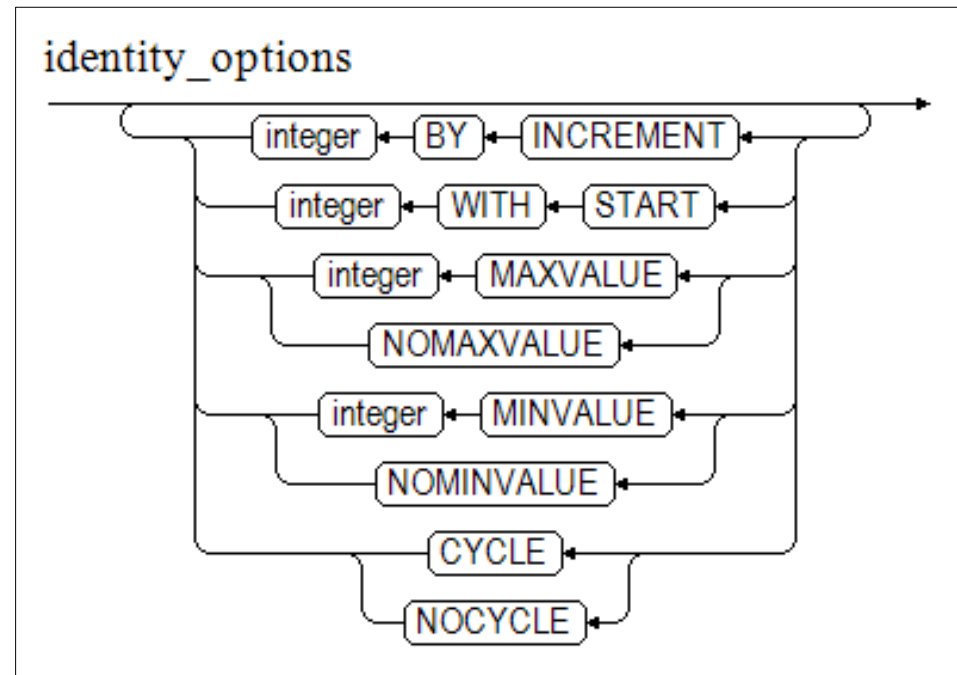 identity_options
integer BY INCREMENT
integer WITH START
integer MAXVALUE
NOMAXVALUE
integer MINVALUE
NOMINVALUE
CYCLE
NOCYCLE